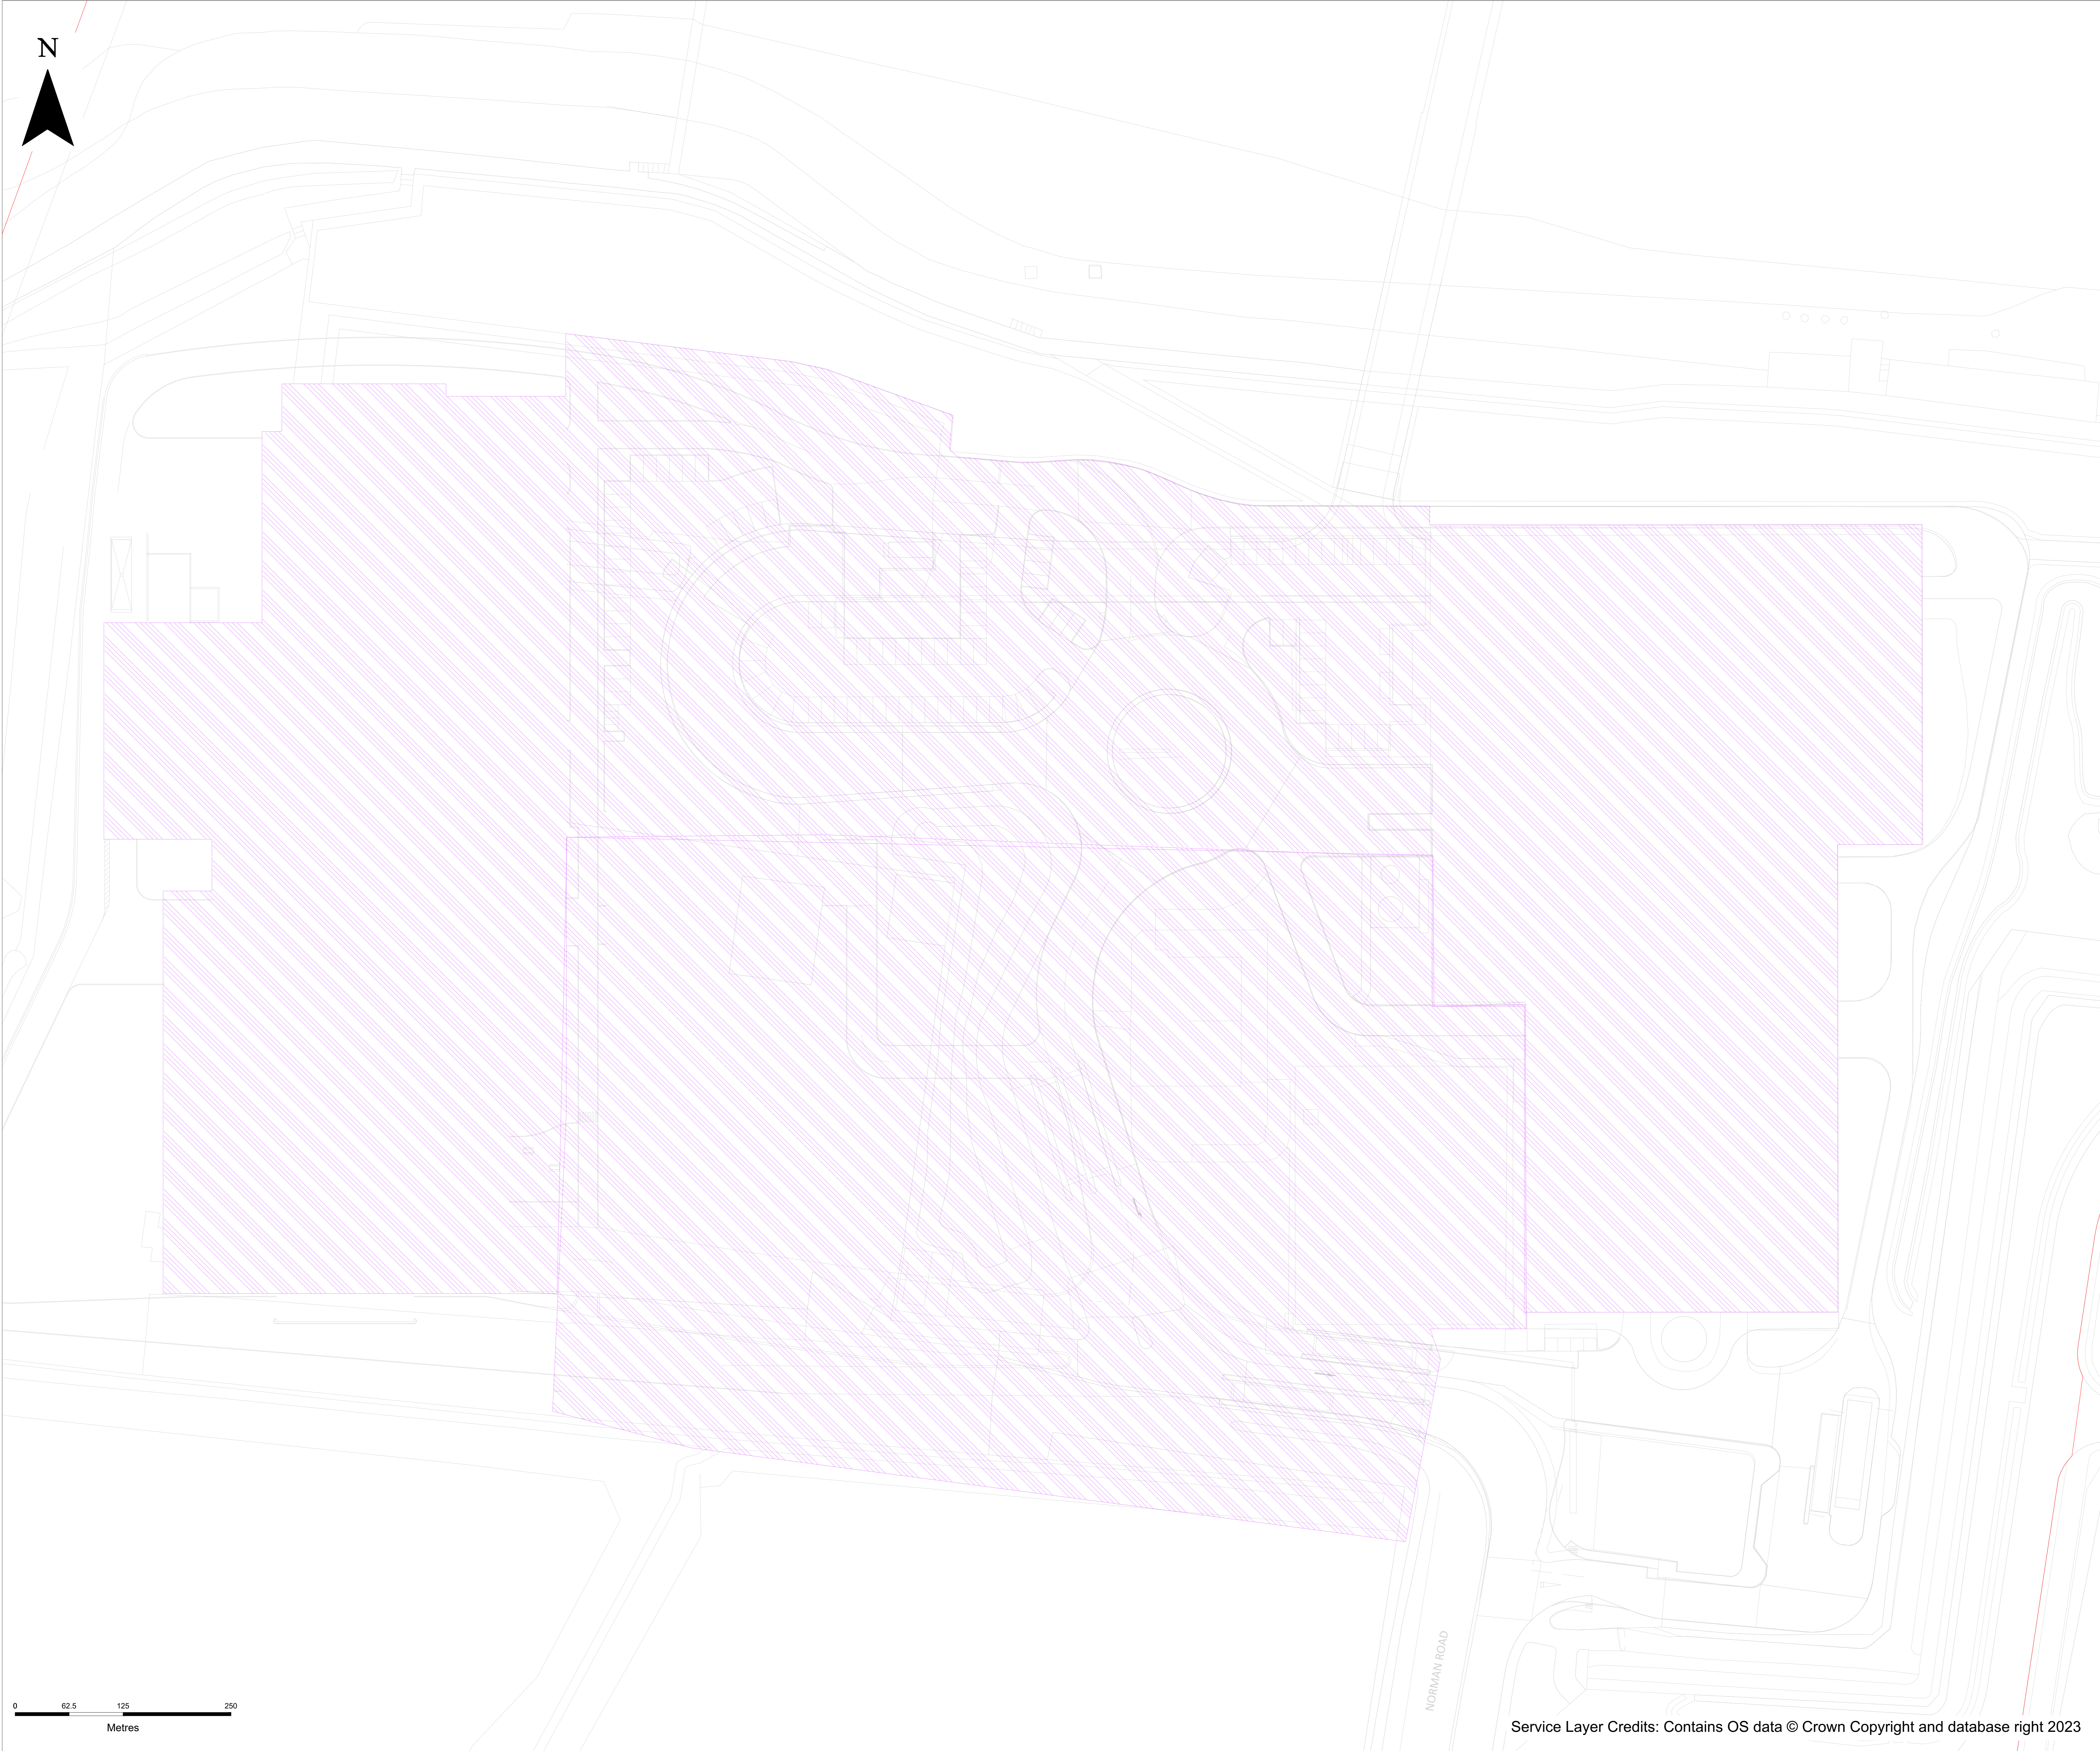 N
NORMAN ROAD
0 62.5 125 250
Metres
Service Layer Credits: Contains OS data © Crown Copyright and database right 2023